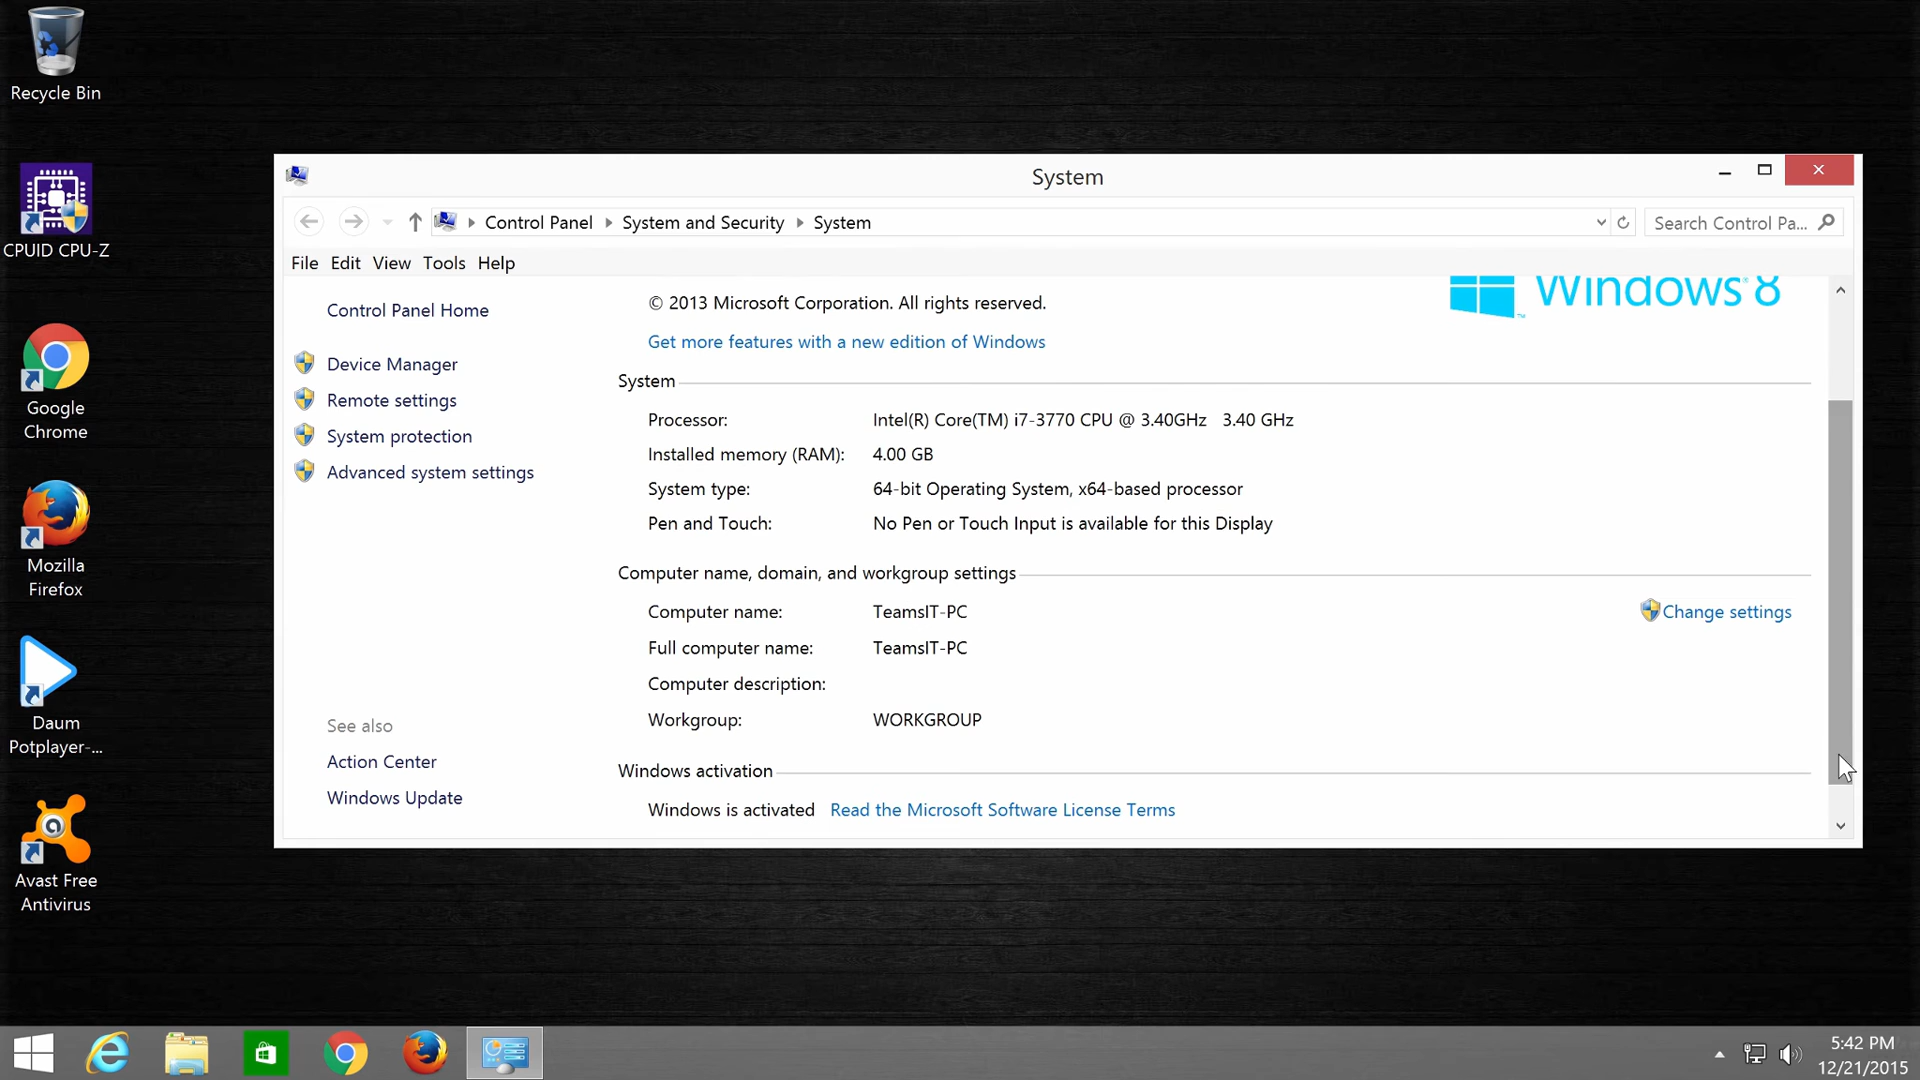 Recycle Bin
CPUID CPU-Z
Google
Chrome
Mozilla
Firefox
Daum
Potplayer-...
Avast Free
Antivirus
System
Control Panel
System and Security
System
Search Control Pa...
File Edit View Tools Help
Control Panel Home
Device Manager
Remote settings
System protection
Advanced system settings
See also
Action Center
Windows Update
© 2013 Microsoft Corporation. All rights reserved.
Windows 8
Get more features with a new edition of Windows
System
Processor: Intel(R) Core(TM) i7-3770 CPU @ 3.40GHz 3.40 GHz
Installed memory (RAM): 4.00 GB
System type: 64-bit Operating System, x64-based processor
Pen and Touch: No Pen or Touch Input is available for this Display
Computer name, domain, and workgroup settings
Computer name: TeamsIT-PC
Change settings
Full computer name: TeamsIT-PC
Computer description:
Workgroup: WORKGROUP
Windows activation
Windows is activated Read the Microsoft Software License Terms
5:42 PM
12/21/2015